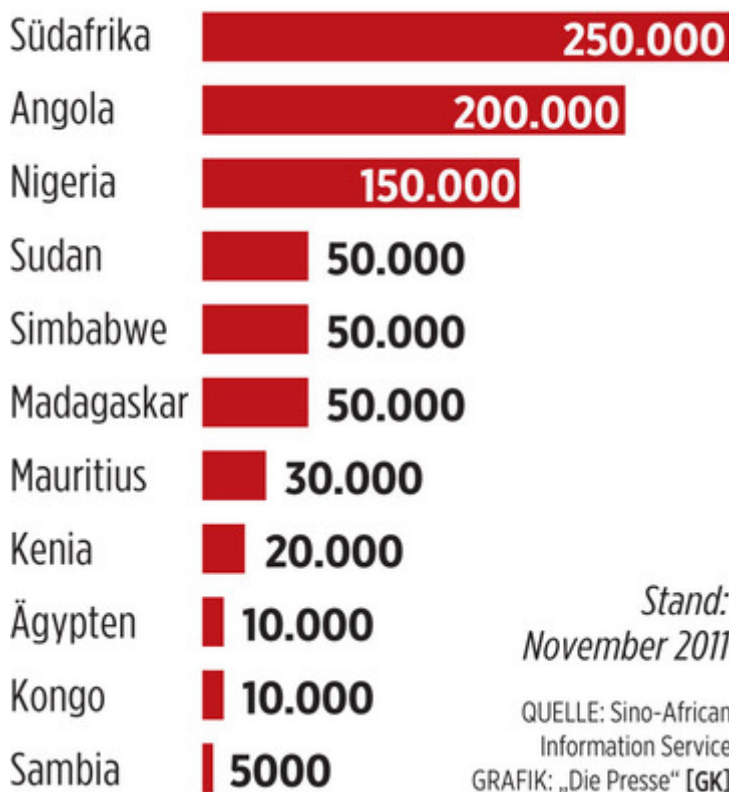 Südafrika 250.000
Angola 200.000
Nigeria 150.000
Sudan 50.000
Simbabwe 50.000
Madagaskar 50.000
Mauritius 30.000
Kenia 20.000
Ägypten 10.000
Kongo 10.000
Sambia 5000
Stand:
November 2011
QUELLE: Sino-African
Information Service
GRAFIK: „Die Presse“ [GK]